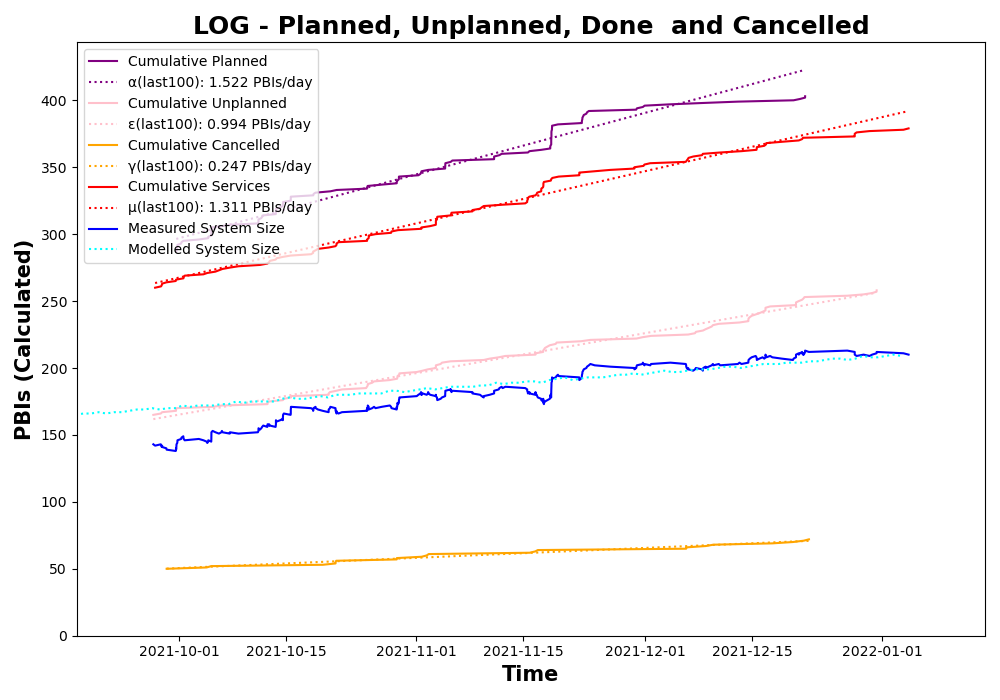 LOG - Planned, Unplanned, Done  and Cancelled
Cumulative Planned
α(last100): 1.522 PBIs/day
Cumulative Unplanned
ε(last100): 0.994 PBIs/day
Cumulative Cancelled
γ(last100): 0.247 PBIs/day
Cumulative Services
μ(last100): 1.311 PBIs/day
Measured System Size
Modelled System Size
PBIs (Calculated)
400
350
300
250
200
150
100
50
0
2021-10-01
2021-10-15
2021-11-01
2021-11-15
2021-12-01
2021-12-15
2022-01-01
Time